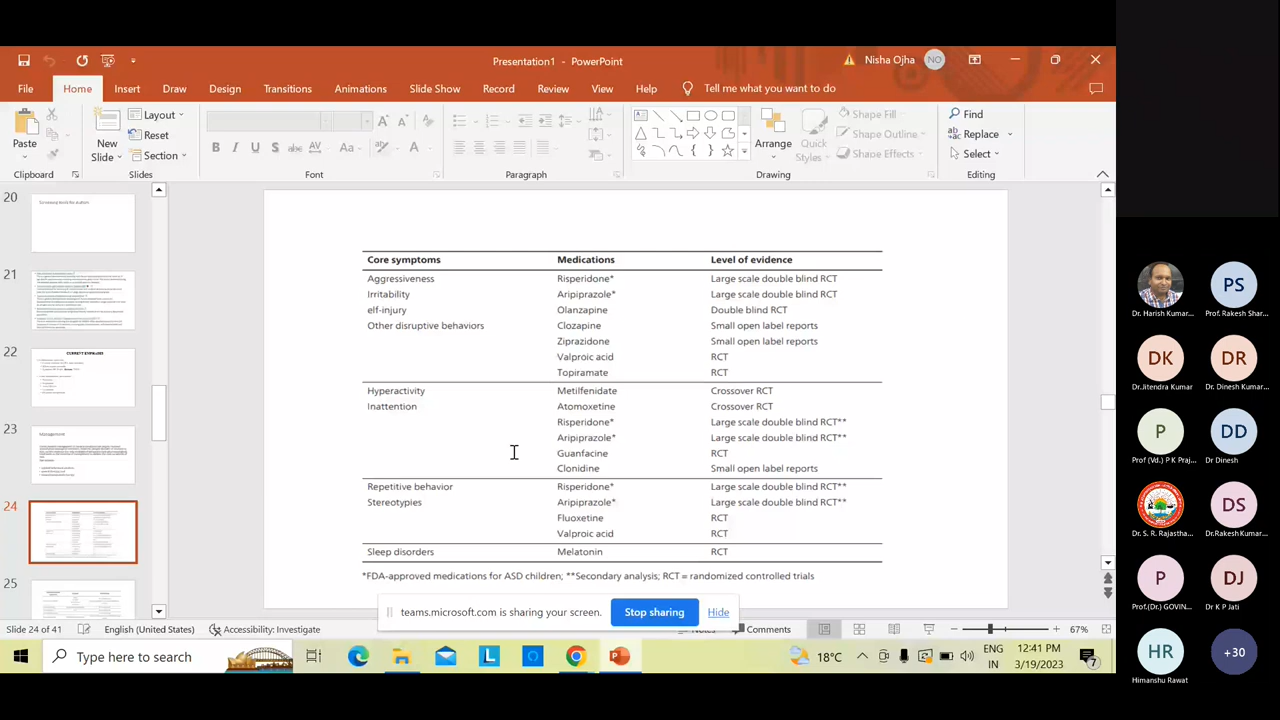 Presentation1 - PowerPoint
Nisha Ojha
NO
File Home Insert Draw Design Transitions Animations Slide Show Record Review View Help Tell me what you want to do
Paste
Clipboard
New Slide
Layout
Reset
Section
Slides
Font
Paragraph
Arrange
Quick Styles
Shape Fill
Shape Outline
Shape Effects
Drawing
Find
Replace
Select
Editing
20
21
22
23
Management
24
25
Core symptoms Medications Level of evidence
Aggressiveness Risperidone* Large scale double blind RCT
Irritability Aripiprazole* Large scale double blind RCT
elf-injury Olanzapine Double blind RCT
Other disruptive behaviors Clozapine Small open label reports
Ziprazidone Small open label reports
Valproic acid RCT
Topiramate RCT
Hyperactivity Metilfenidate Crossover RCT
Inattention Atomoxetine Crossover RCT
Risperidone* Large scale double blind RCT**
Aripiprazole* Large scale double blind RCT**
Guanfacine RCT
Clonidine Small open label reports
Repetitive behavior Risperidone* Large scale double blind RCT**
Stereotypies Aripiprazole* Large scale double blind RCT**
Fluoxetine RCT
Valproic acid RCT
Sleep disorders Melatonin RCT
*FDA-approved medications for ASD children; **Secondary analysis; RCT = randomized controlled trials
teams.microsoft.com is sharing your screen. Stop sharing Hide
Slide 24 of 41 English (United States) Accessibility: Investigate Notes Comments 67%
Type here to search
18°C
ENG
IN
12:41 PM
3/19/2023
7
Dr. Harish Kumar...
PS
Prof. Rakesh Shar...
DK
Dr.Jitendra Kumar
DR
Dr. Dinesh Kumar...
P
Prof (Vd.) P K Praj...
DD
Dr Dinesh
Dr. S. R. Rajastha...
DS
Dr.Rakesh Kumar...
P
Prof.(Dr.) GOVIN...
DJ
Dr K P Jati
HR
Himanshu Rawat
+30